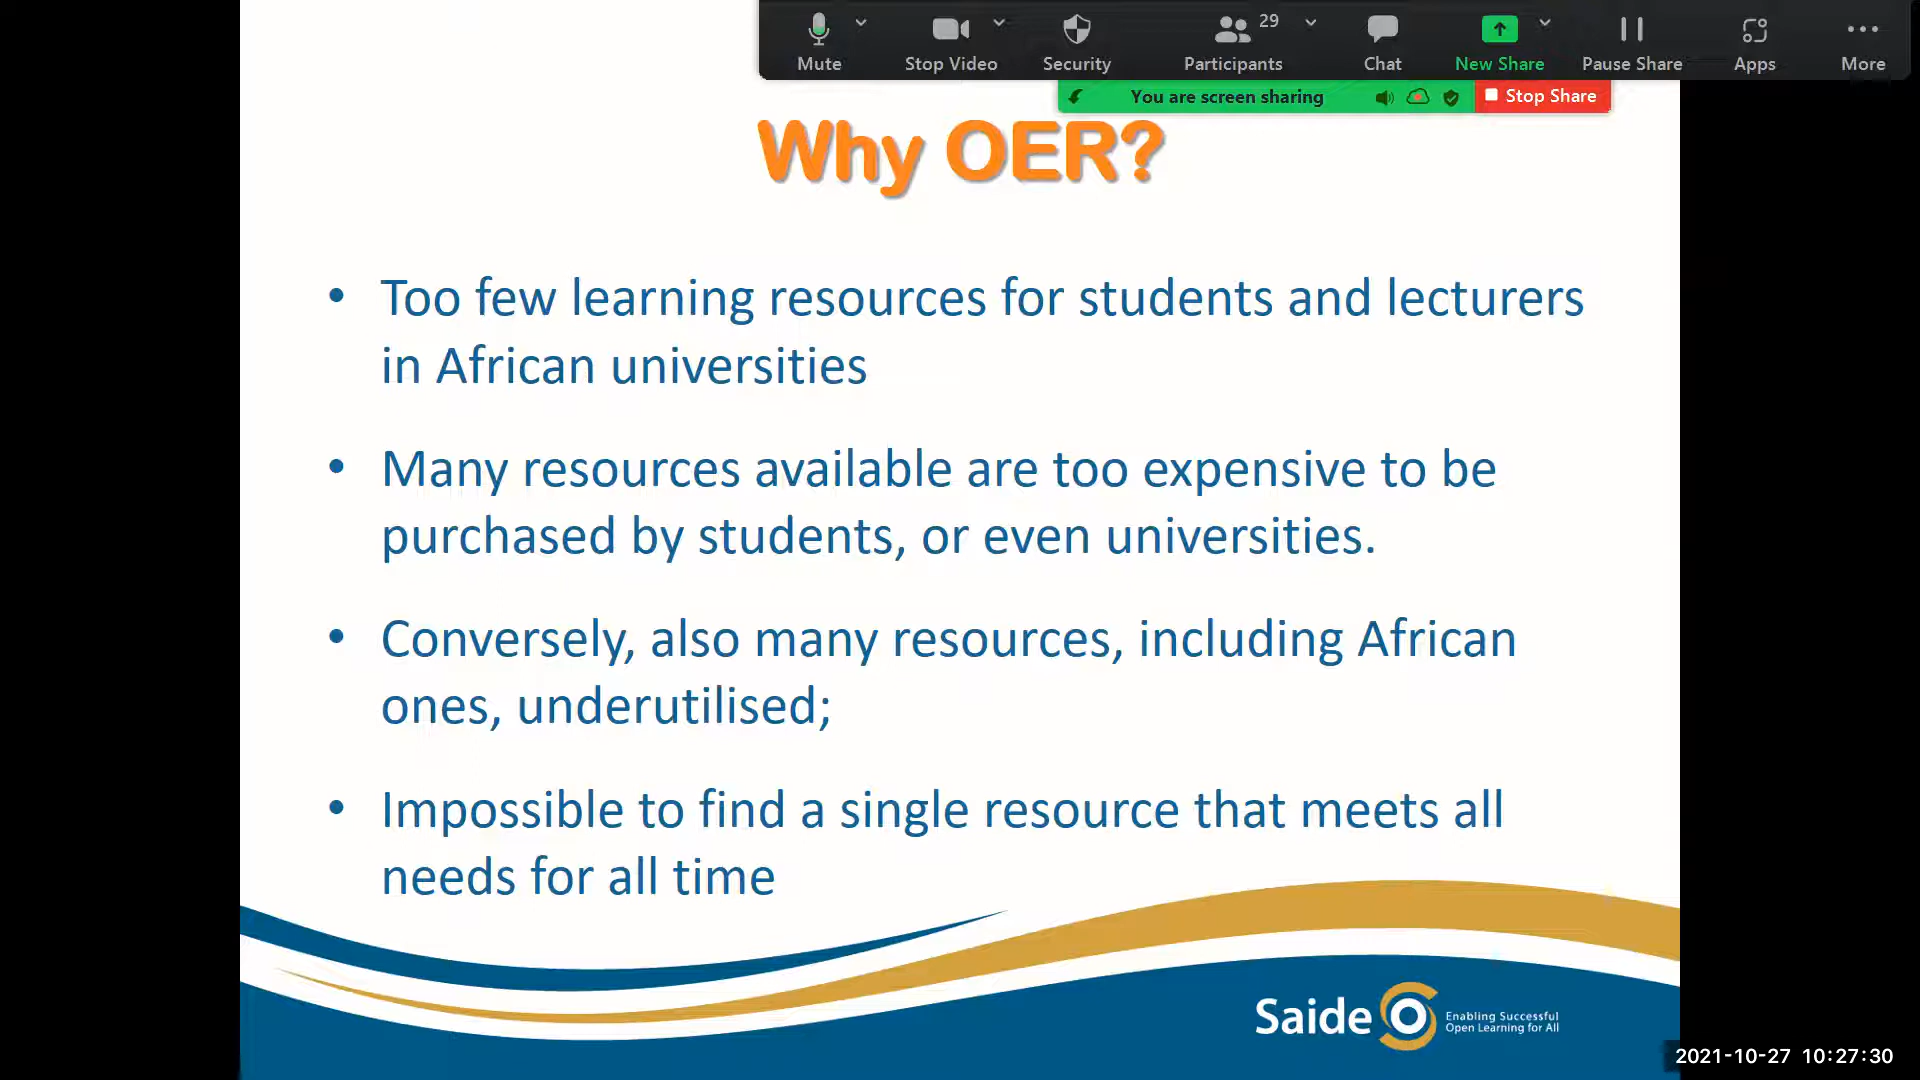 29
Mute Stop Video Security Participants Chat New Share Pause Share Apps More
You are screen sharing Stop Share
Why OER?
• Too few learning resources for students and lecturers
in African universities
• Many resources available are too expensive to be
purchased by students, or even universities.
• Conversely, also many resources, including African
ones, underutilised;
• Impossible to find a single resource that meets all
needs for all time
Saide Enabling Successful
Open Learning for All
2021-10-27 10:27:30